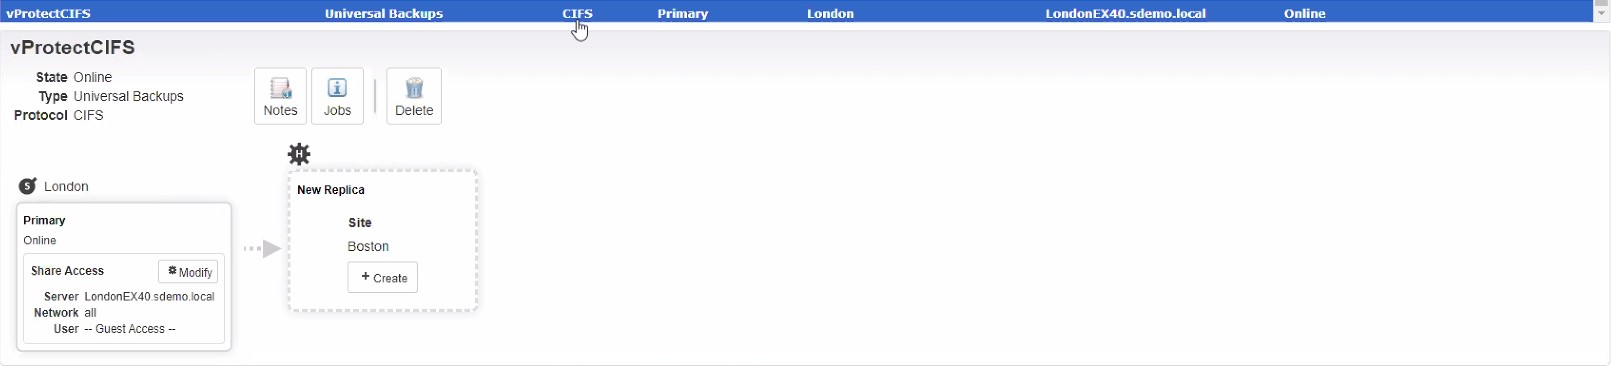 vProtectCIFS Universal Backups CIFS Primary London LondonEX40.sdemo.local Online
vProtectCIFS
State Online
Type Universal Backups
Protocol CIFS
Notes Jobs Delete
H
S London
Primary
Online
Share Access Modify
Server LondonEX40.sdemo.local
Network all
User -- Guest Access --
New Replica
Site
Boston
+ Create